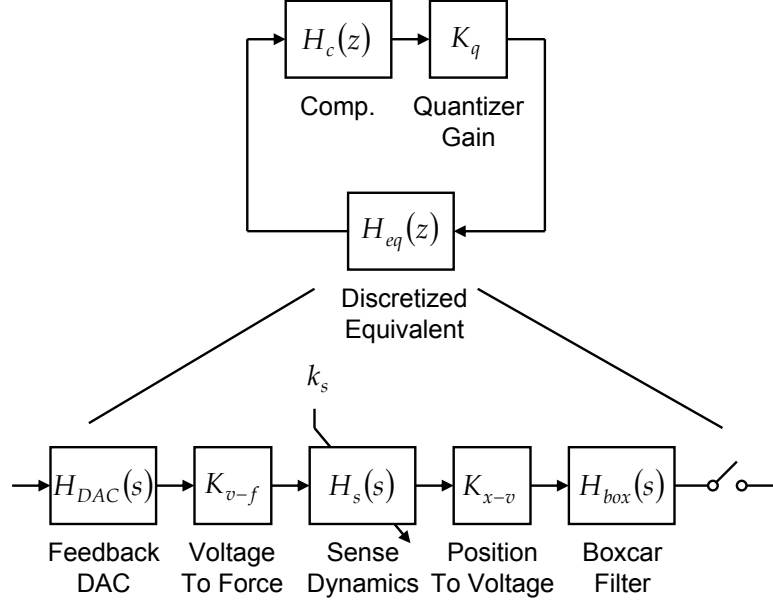 H_c(z)
K_q
Comp.
Quantizer
Gain
H_eq(z)
Discretized
Equivalent
k_s
H_DAC(s)
K_v-f
H_s(s)
K_x-v
H_box(s)
Feedback
DAC
Voltage
To Force
Sense
Dynamics
Position
To Voltage
Boxcar
Filter